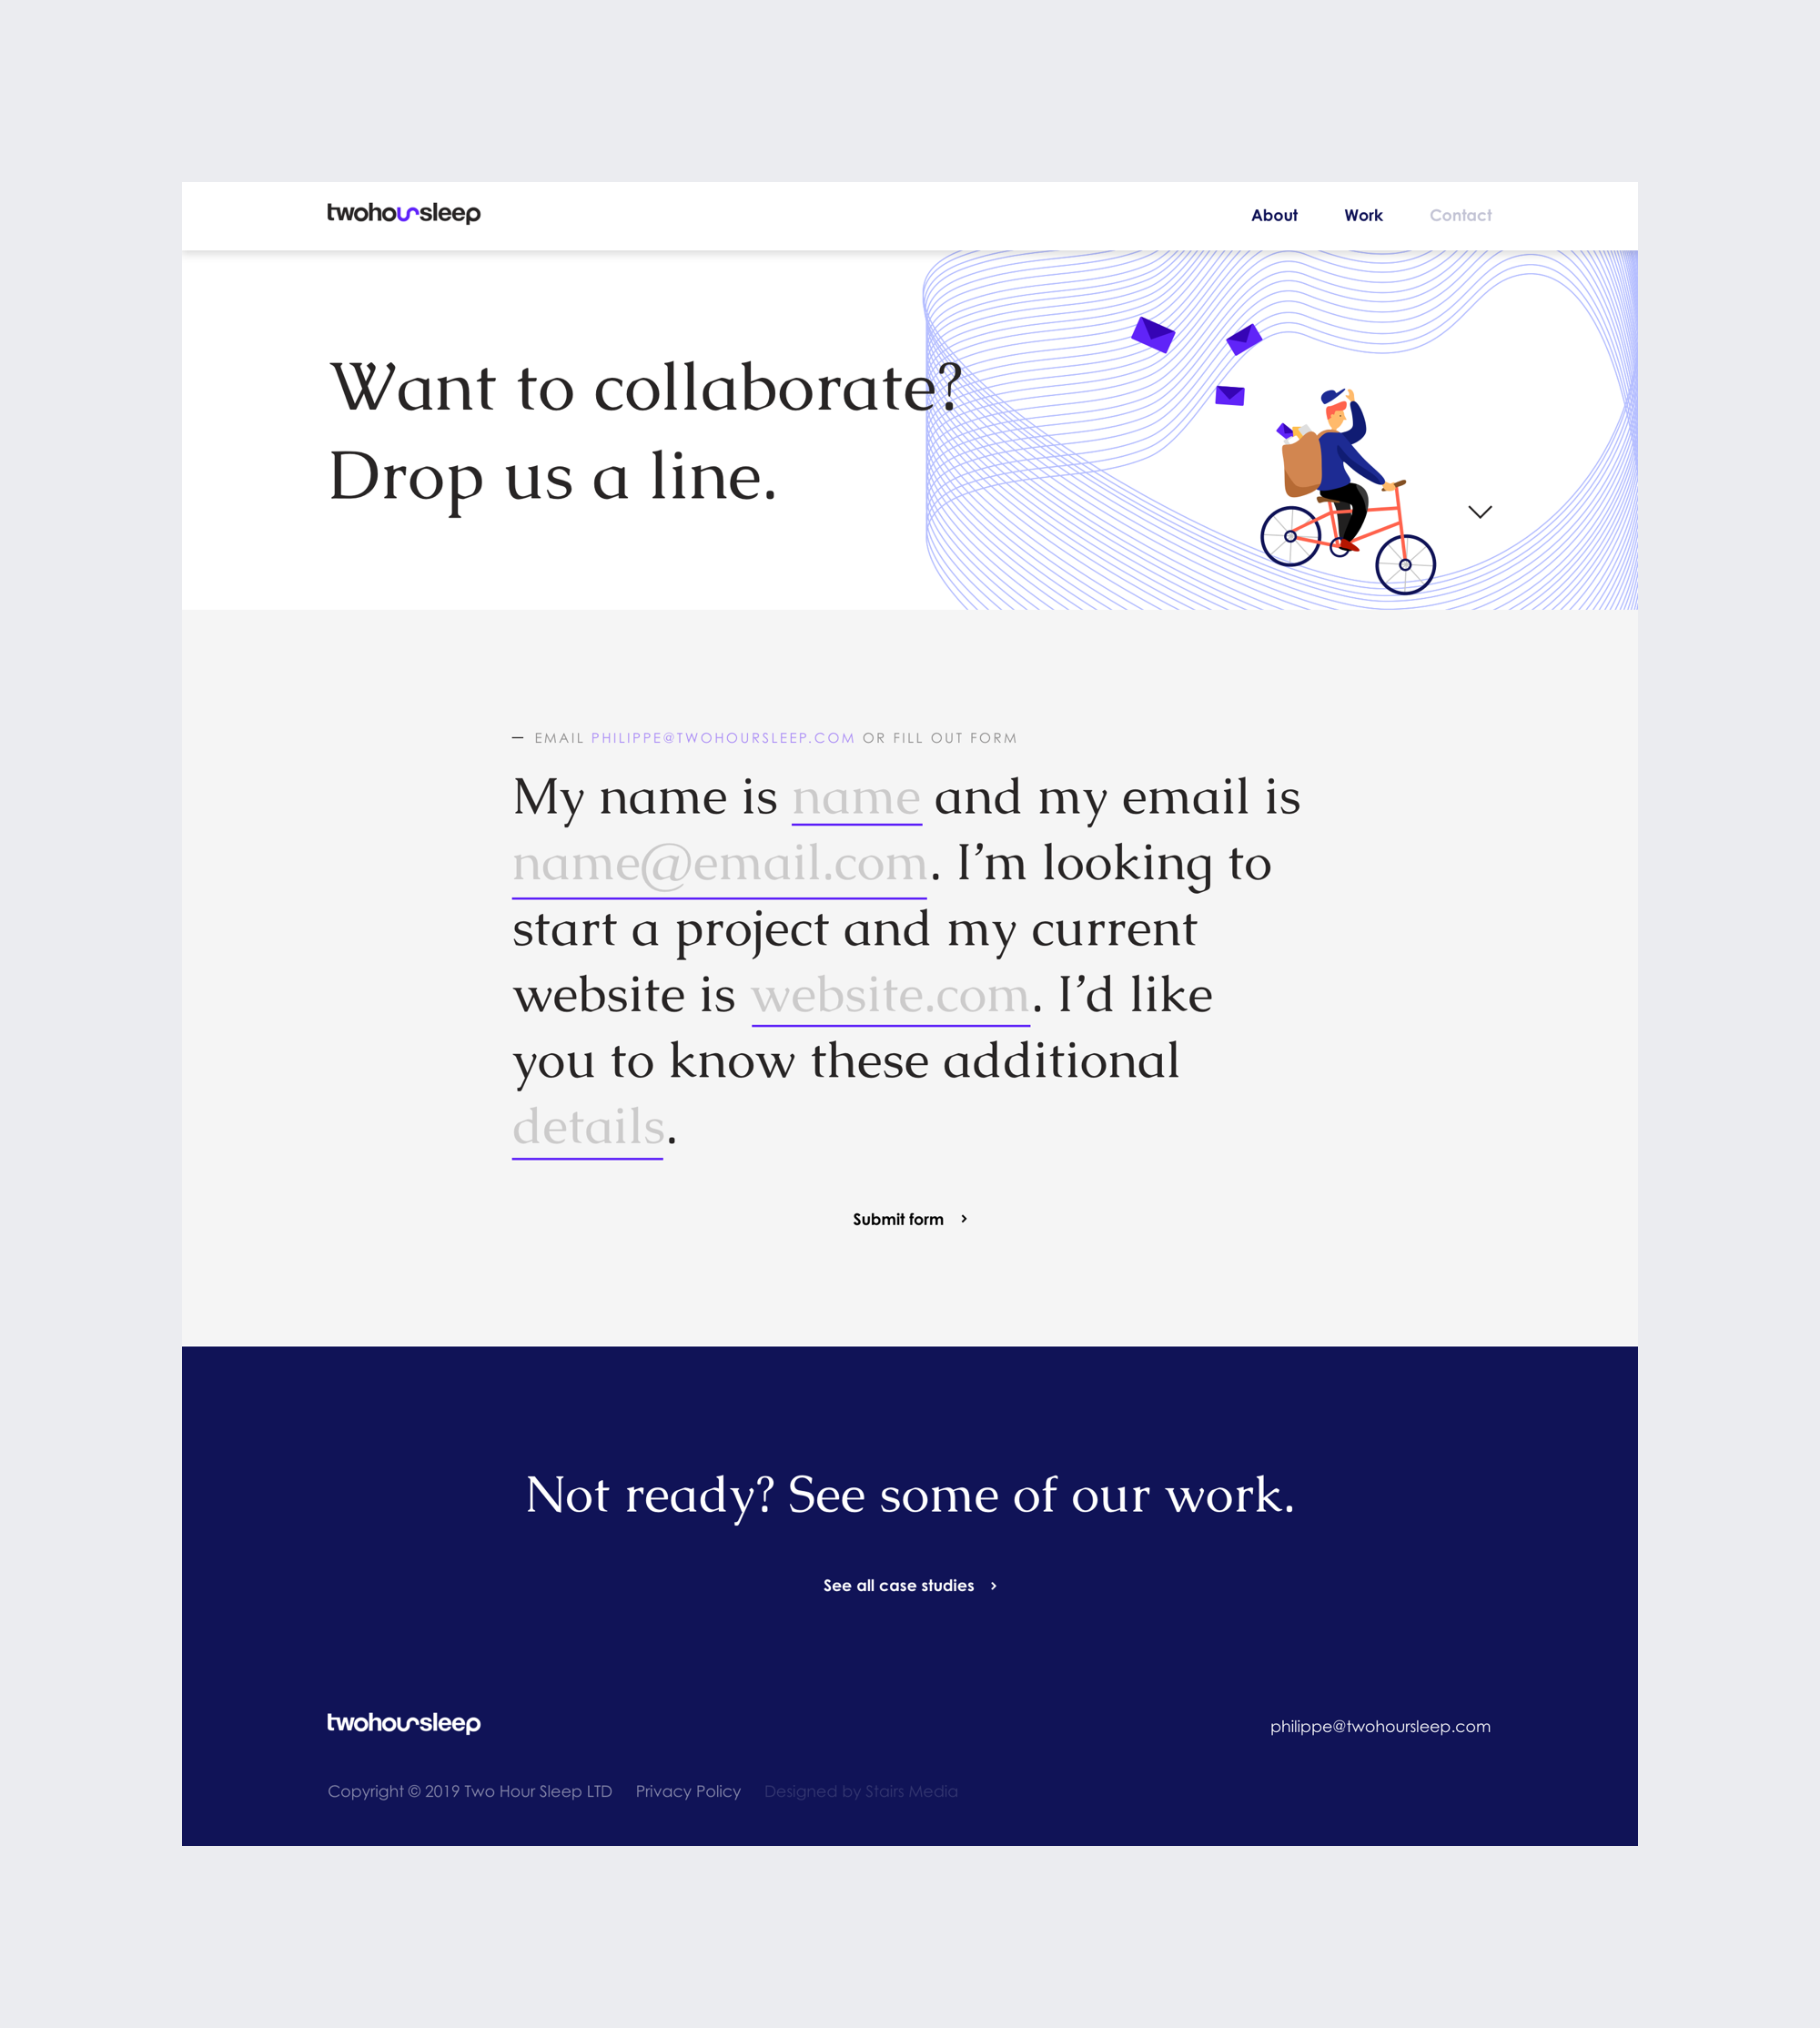 twohoursleep
About Work Contact
Want to collaborate?
Drop us a line.
— EMAIL PHILIPPE@TWOHOURSLEEP.COM OR FILL OUT FORM
My name is name and my email is
name@email.com. I’m looking to
start a project and my current
website is website.com. I’d like
you to know these additional
details.
Submit form
Not ready? See some of our work.
See all case studies
twohoursleep
philippe@twohoursleep.com
Copyright © 2019 Two Hour Sleep LTD Privacy Policy Designed by Stairs Media